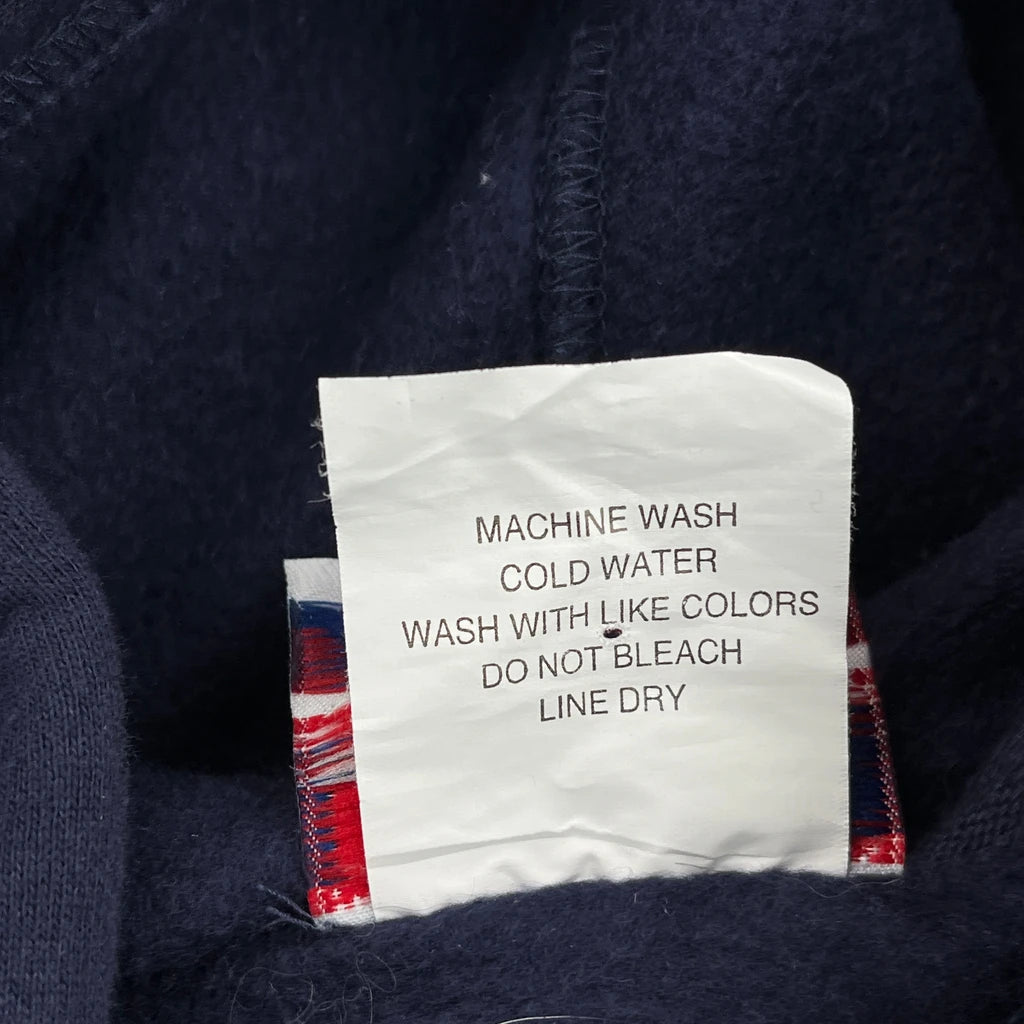 MACHINE WASH
COLD WATER
WASH WITH LIKE COLORS
DO NOT BLEACH
LINE DRY